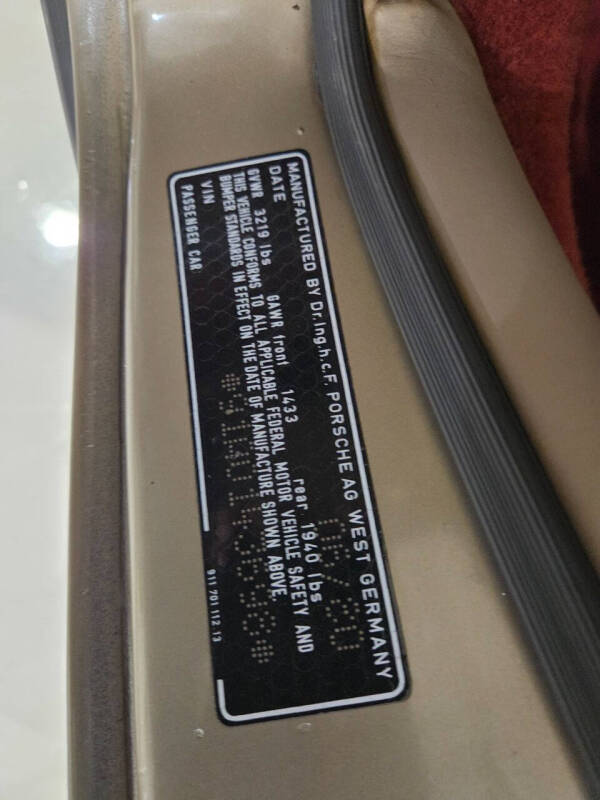 MANUFACTURED BY Dr.Ing.h.c.F. PORSCHE AG WEST GERMANY
DATE
GVWR 3219 lbs GAWR front 1433 rear 1940 lbs
THIS VEHICLE CONFORMS TO ALL APPLICABLE FEDERAL MOTOR VEHICLE SAFETY AND
BUMPER STANDARDS IN EFFECT ON THE DATE OF MANUFACTURE SHOWN ABOVE.
VIN
PASSENGER CAR
911 701 112 13